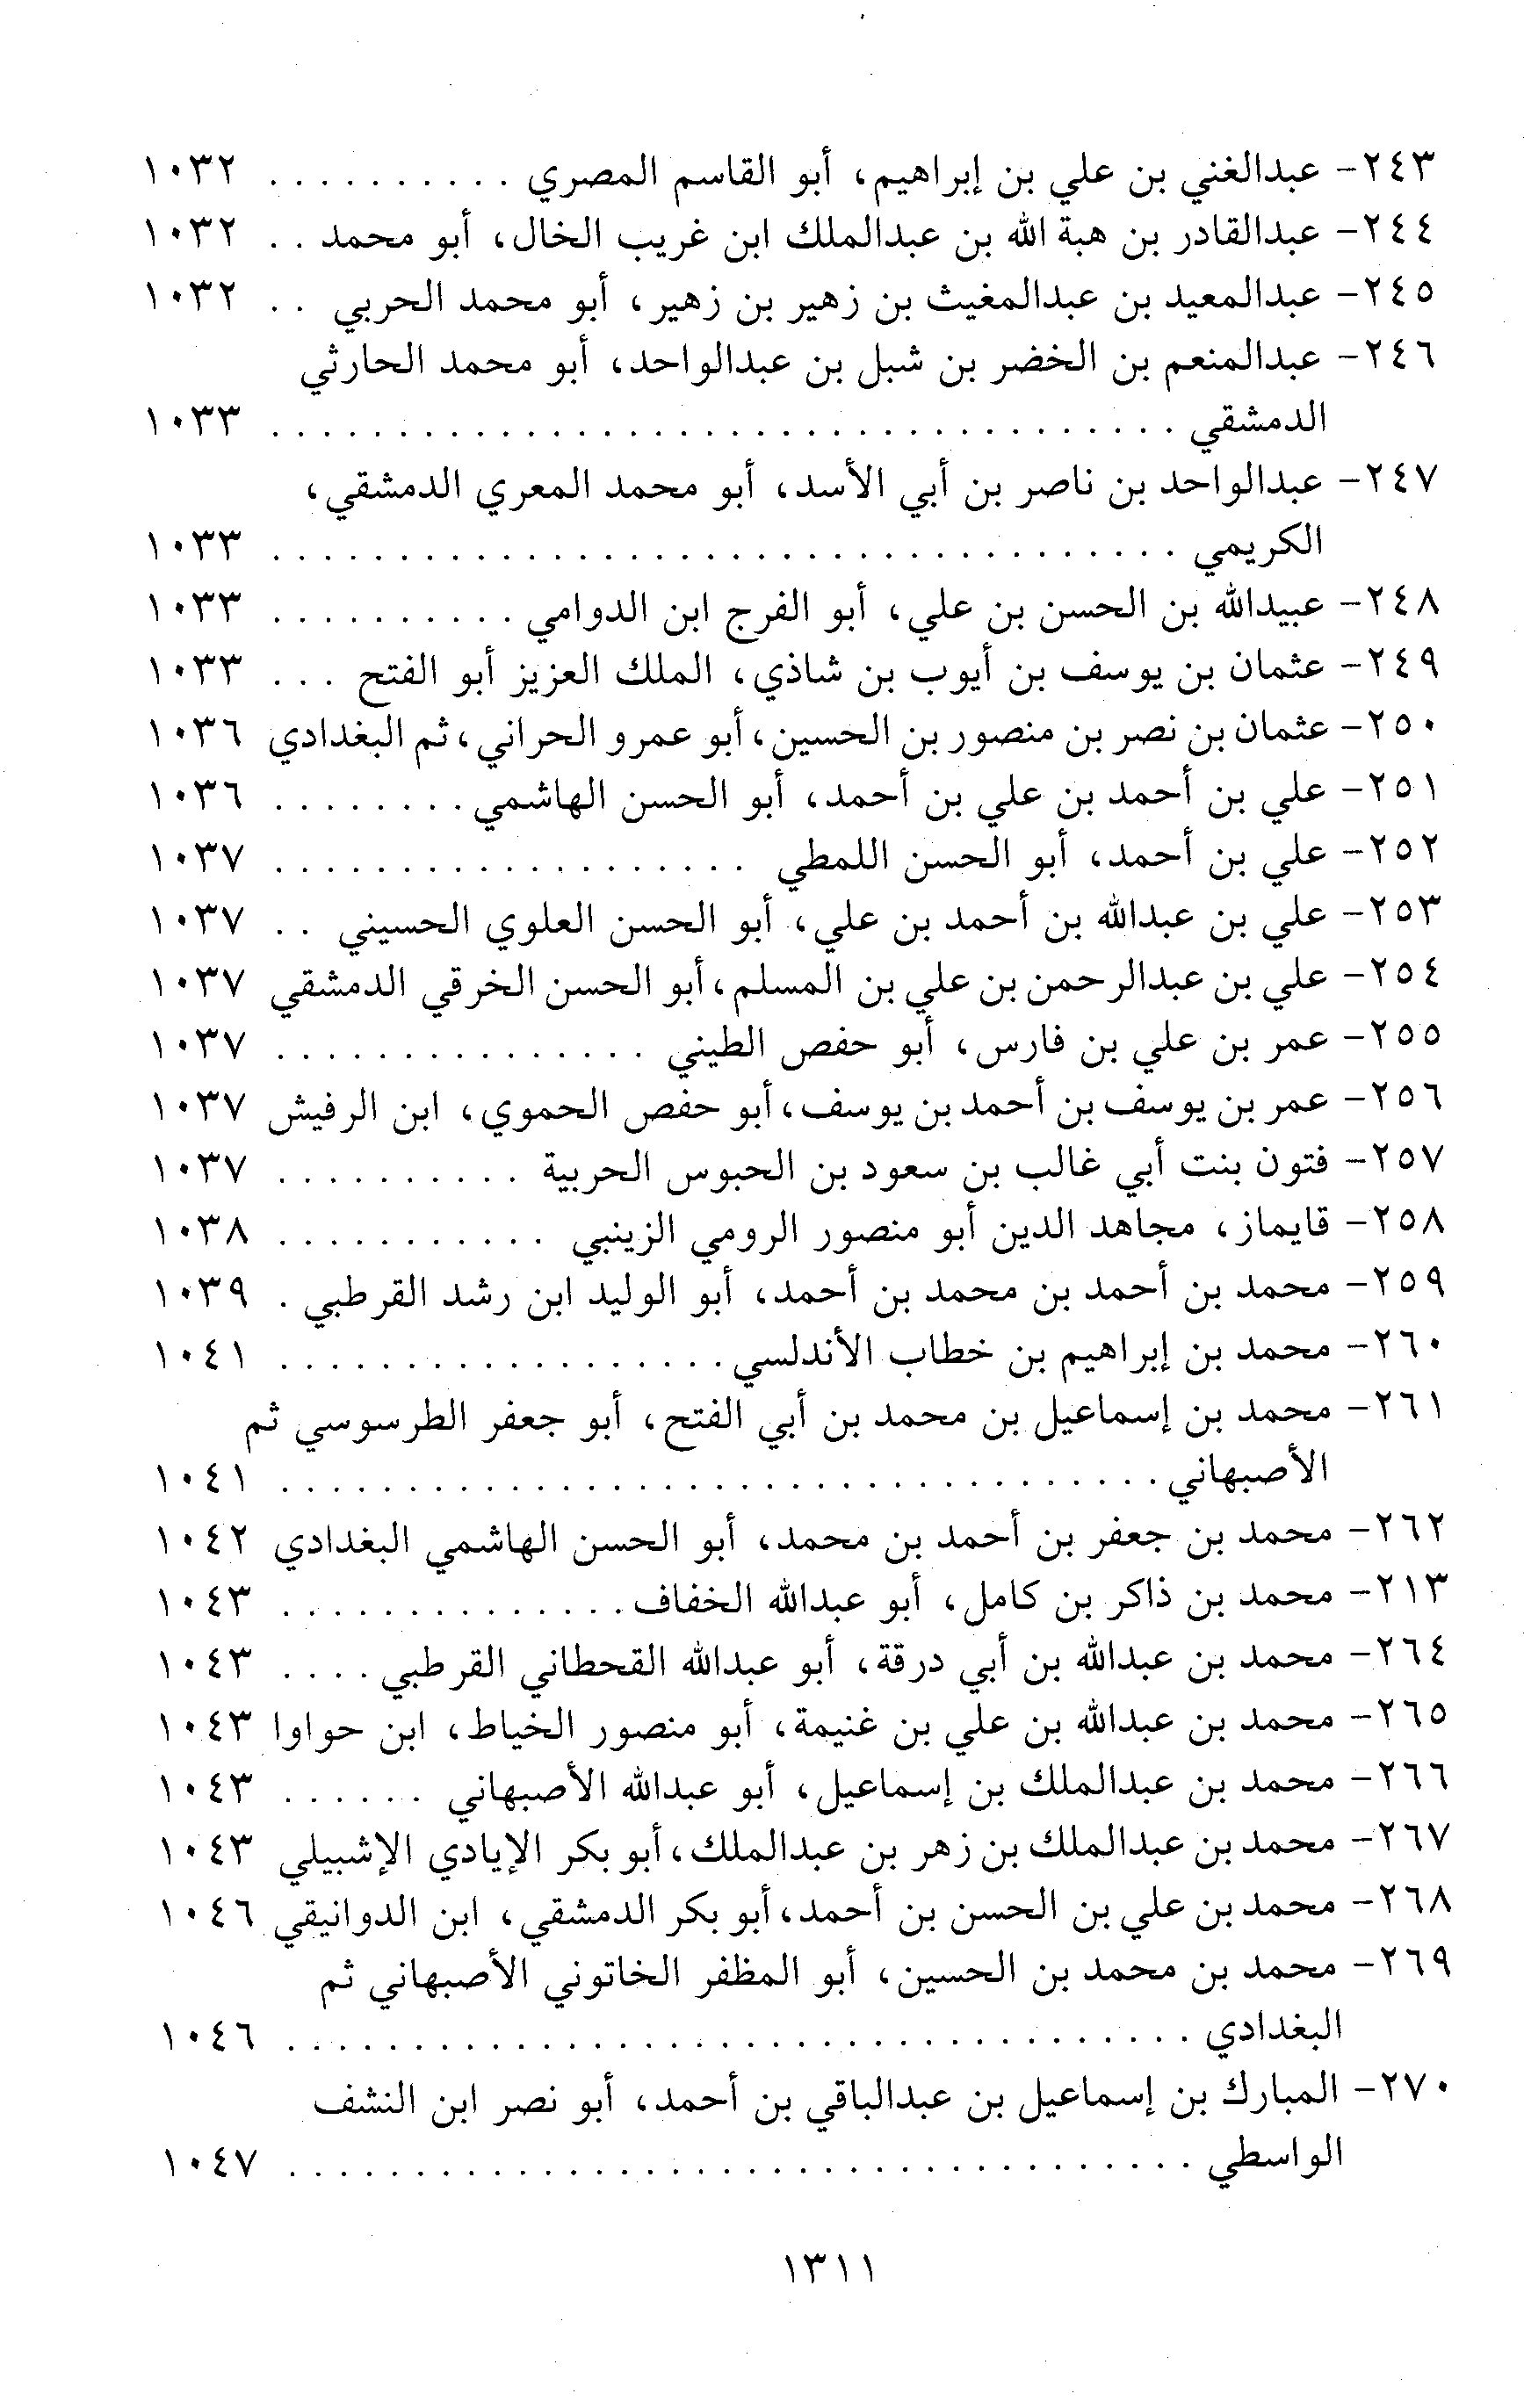 ٢٤٣- عبدالغني بن علي بن إبراهيم، أبو القاسم المصري . . . . . . . . . . ١٠٣٢
٢٤٤- عبدالقادر بن هبة الله بن عبدالملك ابن غريب الخال، أبو محمد . . ١٠٣٢
٢٤٥- عبدالمعيد بن عبدالمغيث بن زهير بن زهير، أبو محمد الحربي . . ١٠٣٢
٢٤٦- عبدالمنعم بن الخضر بن شبل بن عبدالواحد، أبو محمد الحارثي
الدمشقي . . . . . . . . . . . . . . . . . . . . . . . . . . . . . . . . . . . . ١٠٣٣
٢٤٧- عبدالواحد بن ناصر بن أبي الأسد، أبو محمد المعري الدمشقي،
الكريمي . . . . . . . . . . . . . . . . . . . . . . . . . . . . . . . . . . . . ١٠٣٣
٢٤٨- عبيدالله بن الحسن بن علي، أبو الفرج ابن الدوامي . . . . . . . . . . ١٠٣٣
٢٤٩- عثمان بن يوسف بن أيوب بن شاذي، الملك العزيز أبو الفتح . . . ١٠٣٣
٢٥٠- عثمان بن نصر بن منصور بن الحسين، أبو عمرو الحراني، ثم البغدادي ١٠٣٦
٢٥١- علي بن أحمد بن علي بن أحمد، أبو الحسن الهاشمي . . . . . . . . ١٠٣٦
٢٥٢- علي بن أحمد، أبو الحسن اللمطي . . . . . . . . . . . . . . . . . . . ١٠٣٧
٢٥٣- علي بن عبدالله بن أحمد بن علي، أبو الحسن العلوي الحسيني . . ١٠٣٧
٢٥٤- علي بن عبدالرحمن بن علي بن المسلم، أبو الحسن الخرقي الدمشقي ١٠٣٧
٢٥٥- عمر بن علي بن فارس، أبو حفص الطيني . . . . . . . . . . . . . . . ١٠٣٧
٢٥٦- عمر بن يوسف بن أحمد بن يوسف، أبو حفص الحموي، ابن الرفيش ١٠٣٧
٢٥٧- فتون بنت أبي غالب بن سعود بن الحبوس الحربية . . . . . . . . . . ١٠٣٧
٢٥٨- قايماز، مجاهد الدين أبو منصور الرومي الزينبي . . . . . . . . . . . ١٠٣٨
٢٥٩- محمد بن أحمد بن محمد بن أحمد، أبو الوليد ابن رشد القرطبي . ١٠٣٩
٢٦٠- محمد بن إبراهيم بن خطاب الأندلسي . . . . . . . . . . . . . . . . . . ١٠٤١
٢٦١- محمد بن إسماعيل بن محمد بن أبي الفتح، أبو جعفر الطرسوسي ثم
الأصبهاني . . . . . . . . . . . . . . . . . . . . . . . . . . . . . . . . . . . ١٠٤١
٢٦٢- محمد بن جعفر بن أحمد بن محمد، أبو الحسن الهاشمي البغدادي ١٠٤٢
٢١٣- محمد بن ذاكر بن كامل، أبو عبدالله الخفاف . . . . . . . . . . . . . . ١٠٤٣
٢٦٤- محمد بن عبدالله بن أبي درقة، أبو عبدالله القحطاني القرطبي . . . . ١٠٤٣
٢٦٥- محمد بن عبدالله بن علي بن غنيمة، أبو منصور الخياط، ابن حواوا ١٠٤٣
٢٦٦- محمد بن عبدالملك بن إسماعيل، أبو عبدالله الأصبهاني . . . . . . ١٠٤٣
٢٦٧- محمد بن عبدالملك بن زهر بن عبدالملك، أبو بكر الإيادي الإشبيلي ١٠٤٣
٢٦٨- محمد بن علي بن الحسن بن أحمد، أبو بكر الدمشقي، ابن الدوانيقي ١٠٤٦
٢٦٩- محمد بن محمد بن الحسين، أبو المظفر الخاتوني الأصبهاني ثم
البغدادي . . . . . . . . . . . . . . . . . . . . . . . . . . . . . . . . . . . . ١٠٤٦
٢٧٠- المبارك بن إسماعيل بن عبدالباقي بن أحمد، أبو نصر ابن النشف
الواسطي . . . . . . . . . . . . . . . . . . . . . . . . . . . . . . . . . . . . ١٠٤٧
١٣١١